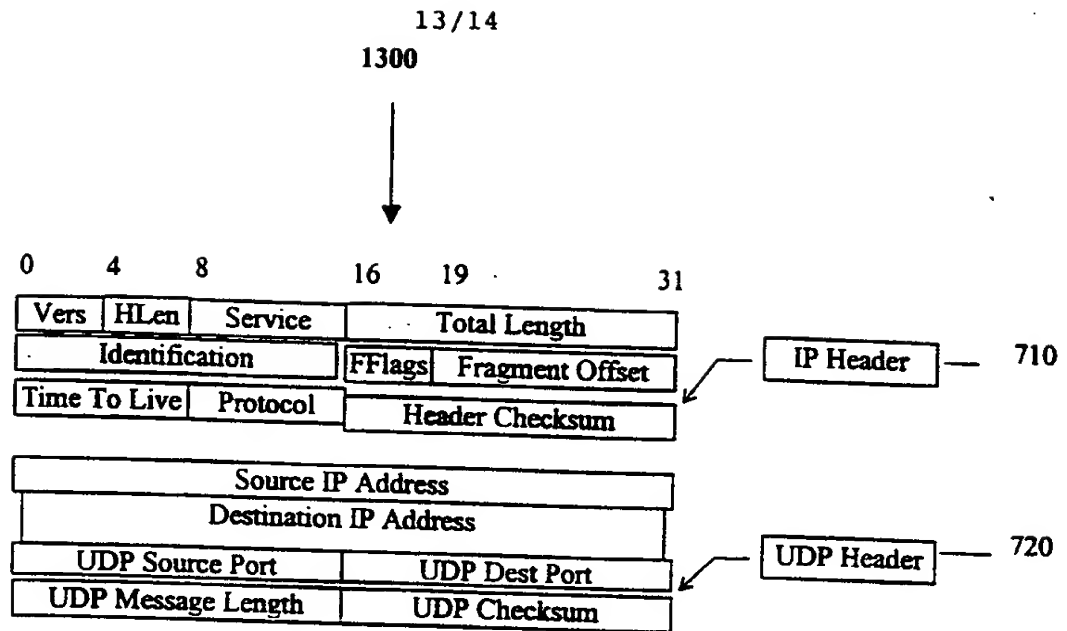 13/14
1300
0 4 8 16 19 31
Vers HLen Service Total Length
Identification FFlags Fragment Offset
IP Header 710
Time To Live Protocol Header Checksum
Source IP Address
Destination IP Address
UDP Source Port UDP Dest Port
UDP Header 720
UDP Message Length UDP Checksum